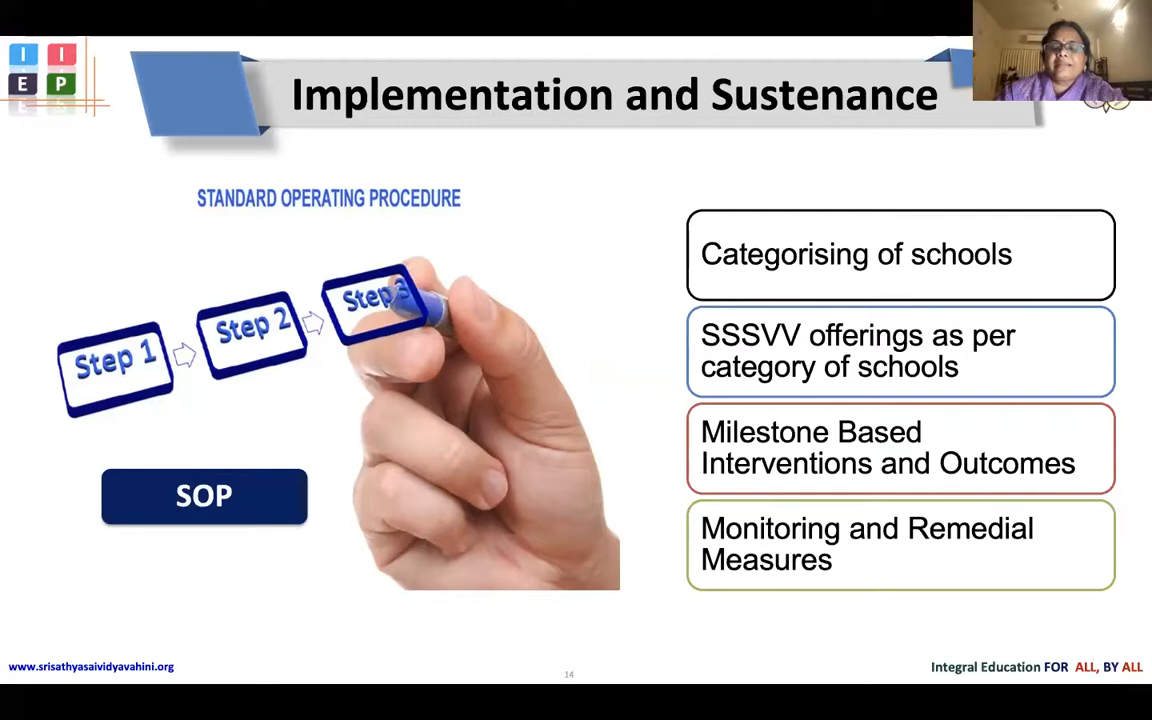 I I
E P
Implementation and Sustenance
STANDARD OPERATING PROCEDURE
Step 1
Step 2
Step 3
SOP
Categorising of schools
SSSVV offerings as per
category of schools
Milestone Based
Interventions and Outcomes
Monitoring and Remedial
Measures
www.srisathyasaividyavahini.org
14
Integral Education FOR ALL, BY ALL